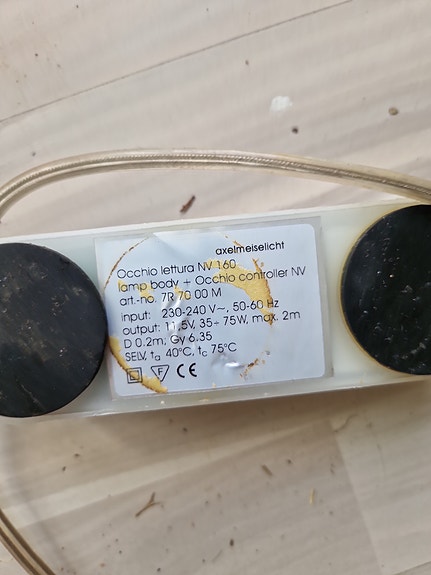 axelmeiselicht
Occhio lettura NV 160
lamp body + Occhio controller NV
art.-no. 7R 70 00 M
input: 230-240 V~, 50-60 Hz
output: 11,5V, 35÷ 75W, max. 2m
D 0.2m; Gy 6.35
SELV, ta 40°C, tc 75°C
F CE